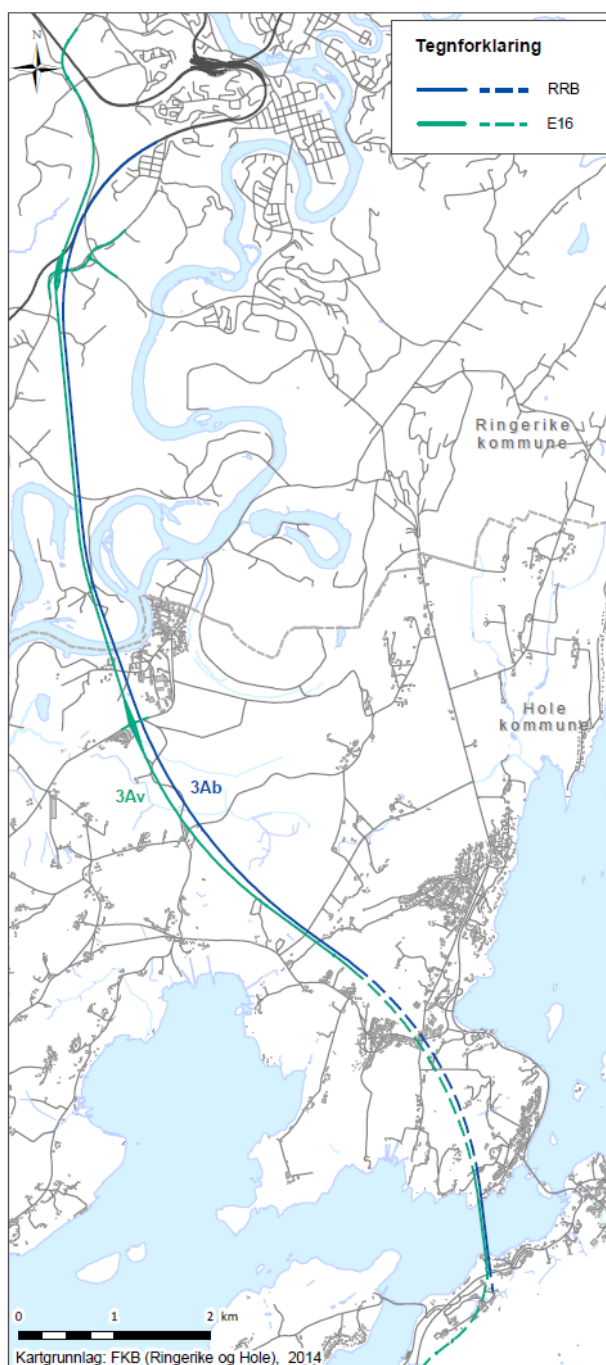 N
Tegnforklaring
RRB
E16
Ringerike
kommune
Hole
kommune
3Av
3Ab
0 1 2 km
Kartgrunnlag: FKB (Ringerike og Hole), 2014